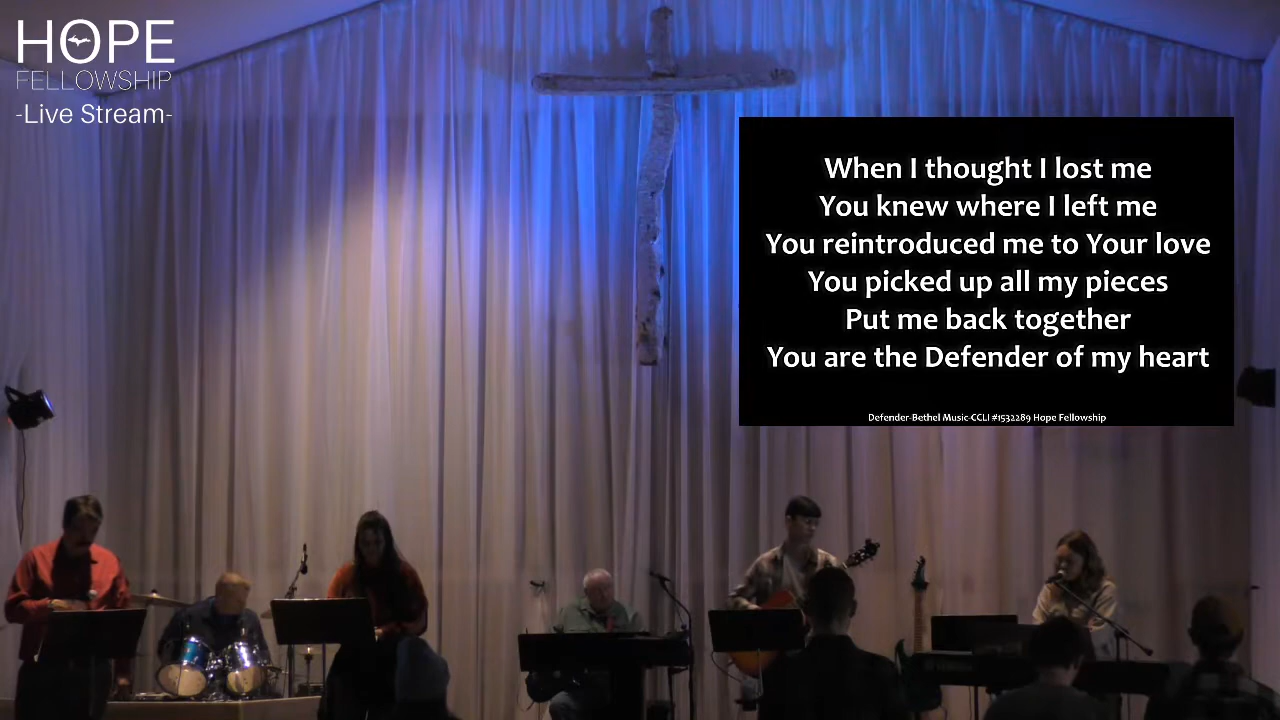 HOPE
FELLOWSHIP
-Live Stream-
When I thought I lost me
You knew where I left me
You reintroduced me to Your love
You picked up all my pieces
Put me back together
You are the Defender of my heart
Defender-Bethel Music-CCLI #1532289 Hope Fellowship